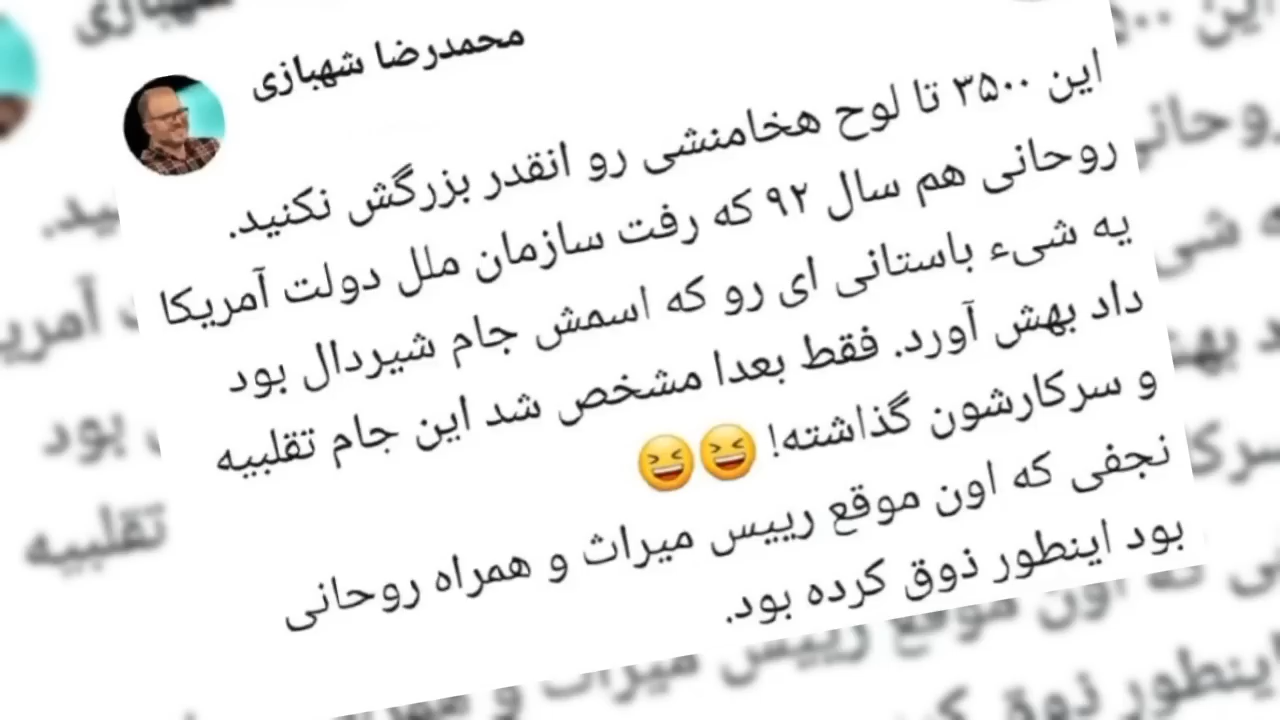 محمدرضا شهبازی
این ۳۵۰۰ تا لوح هخامنشی رو انقدر بزرگش نکنید.
روحانی هم سال ۹۲ که رفت سازمان ملل دولت آمریکا
یه شیء باستانی ای رو که اسمش جام شیردال بود
داد بهش آورد. فقط بعدا مشخص شد این جام تقلبیه
و سرکارشون گذاشته! 😆😆
نجفی که اون موقع رییس میراث و همراه روحانی
بود اینطور ذوق کرده بود.